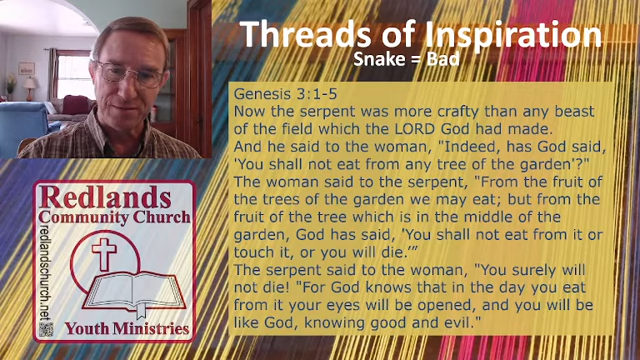 Threads of Inspiration
Snake = Bad
Genesis 3:1-5
Now the serpent was more crafty than any beast
of the field which the LORD God had made.
And he said to the woman, "Indeed, has God said,
'You shall not eat from any tree of the garden'?"
The woman said to the serpent, "From the fruit of
the trees of the garden we may eat; but from the
fruit of the tree which is in the middle of the
garden, God has said, 'You shall not eat from it or
touch it, or you will die.’”
The serpent said to the woman, "You surely will
not die! "For God knows that in the day you eat
from it your eyes will be opened, and you will be
like God, knowing good and evil."
Redlands
Community Church
redlandschurch.net
Youth Ministries